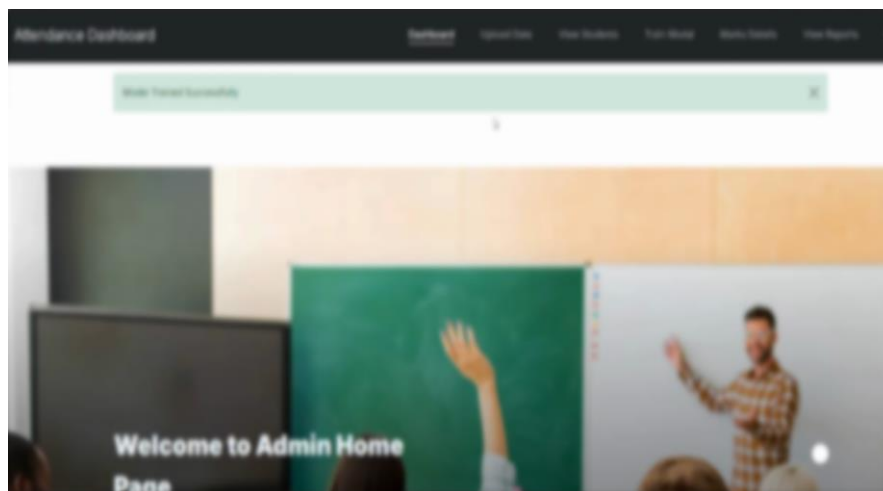 Attendance Dashboard
Dashboard Upload Data View Students Train Model Marks Details View Reports
Model Trained Successfully
Welcome to Admin Home
Page